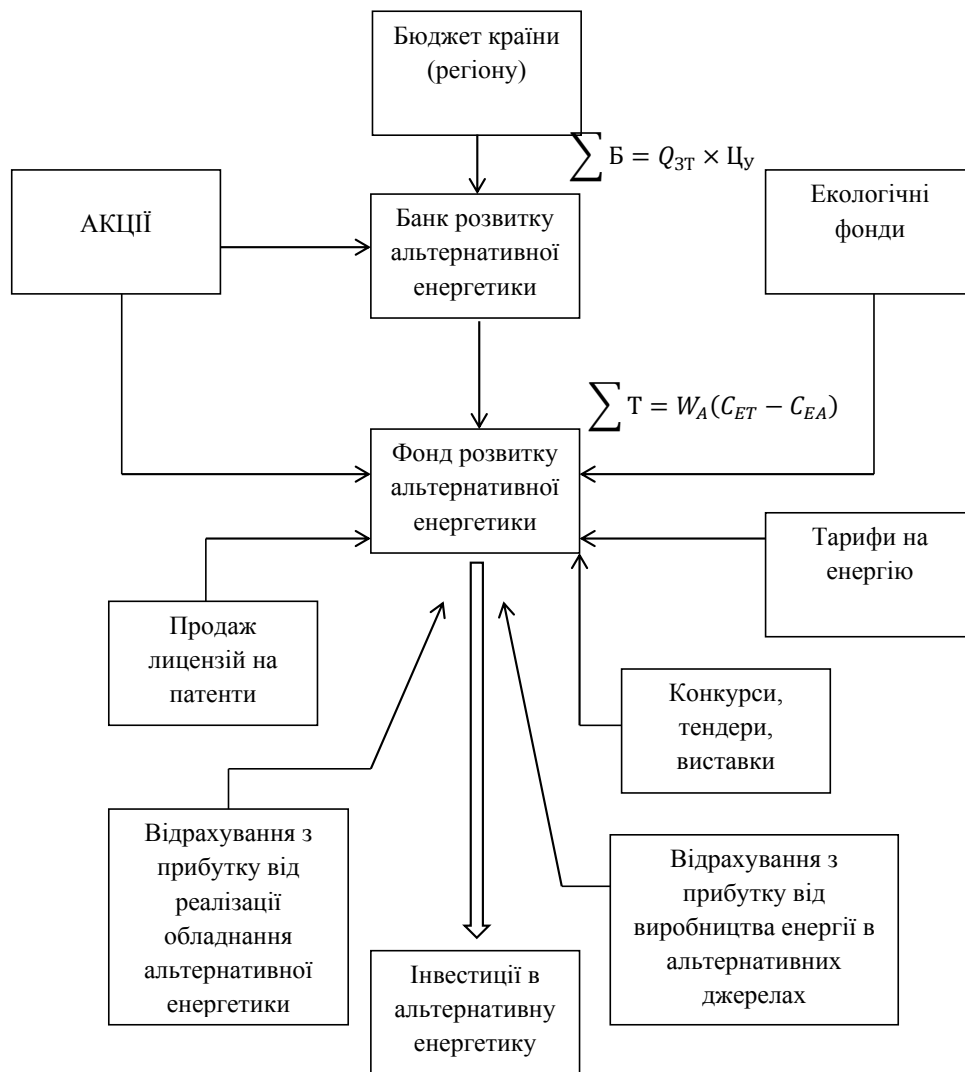 Бюджет країни
(регіону)
∑ Б = Q_ЗТ × Ц_У
АКЦІЇ
Банк розвитку
альтернативної
енергетики
Екологічні
фонди
∑ Т = W_A(C_ET − C_EA)
Фонд розвитку
альтернативної
енергетики
Тарифи на
енергію
Продаж
лицензій на
патенти
Конкурси,
тендери,
виставки
Відрахування з
прибутку від
реалізації
обладнання
альтернативної
енергетики
Відрахування з
прибутку від
виробництва енергії в
альтернативних
джерелах
Інвестиції в
альтернативну
енергетику